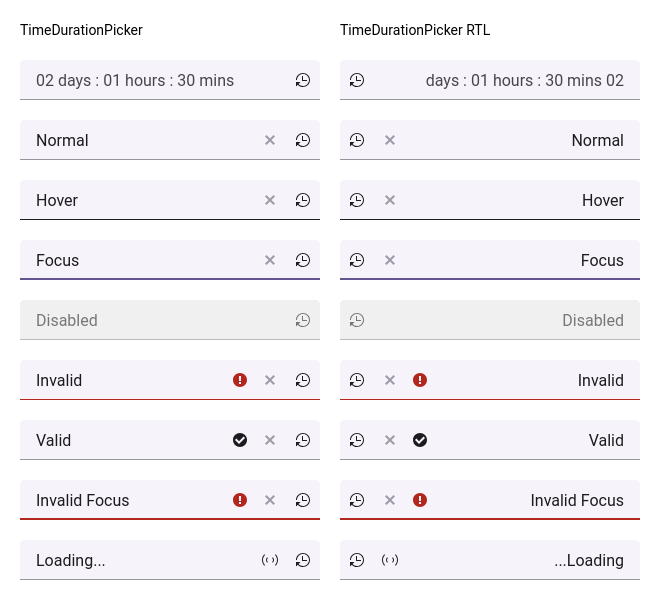 TimeDurationPicker
TimeDurationPicker RTL
02 days : 01 hours : 30 mins
days : 01 hours : 30 mins 02
Normal
Normal
Hover
Hover
Focus
Focus
Disabled
Disabled
Invalid
Invalid
Valid
Valid
Invalid Focus
Invalid Focus
Loading...
...Loading